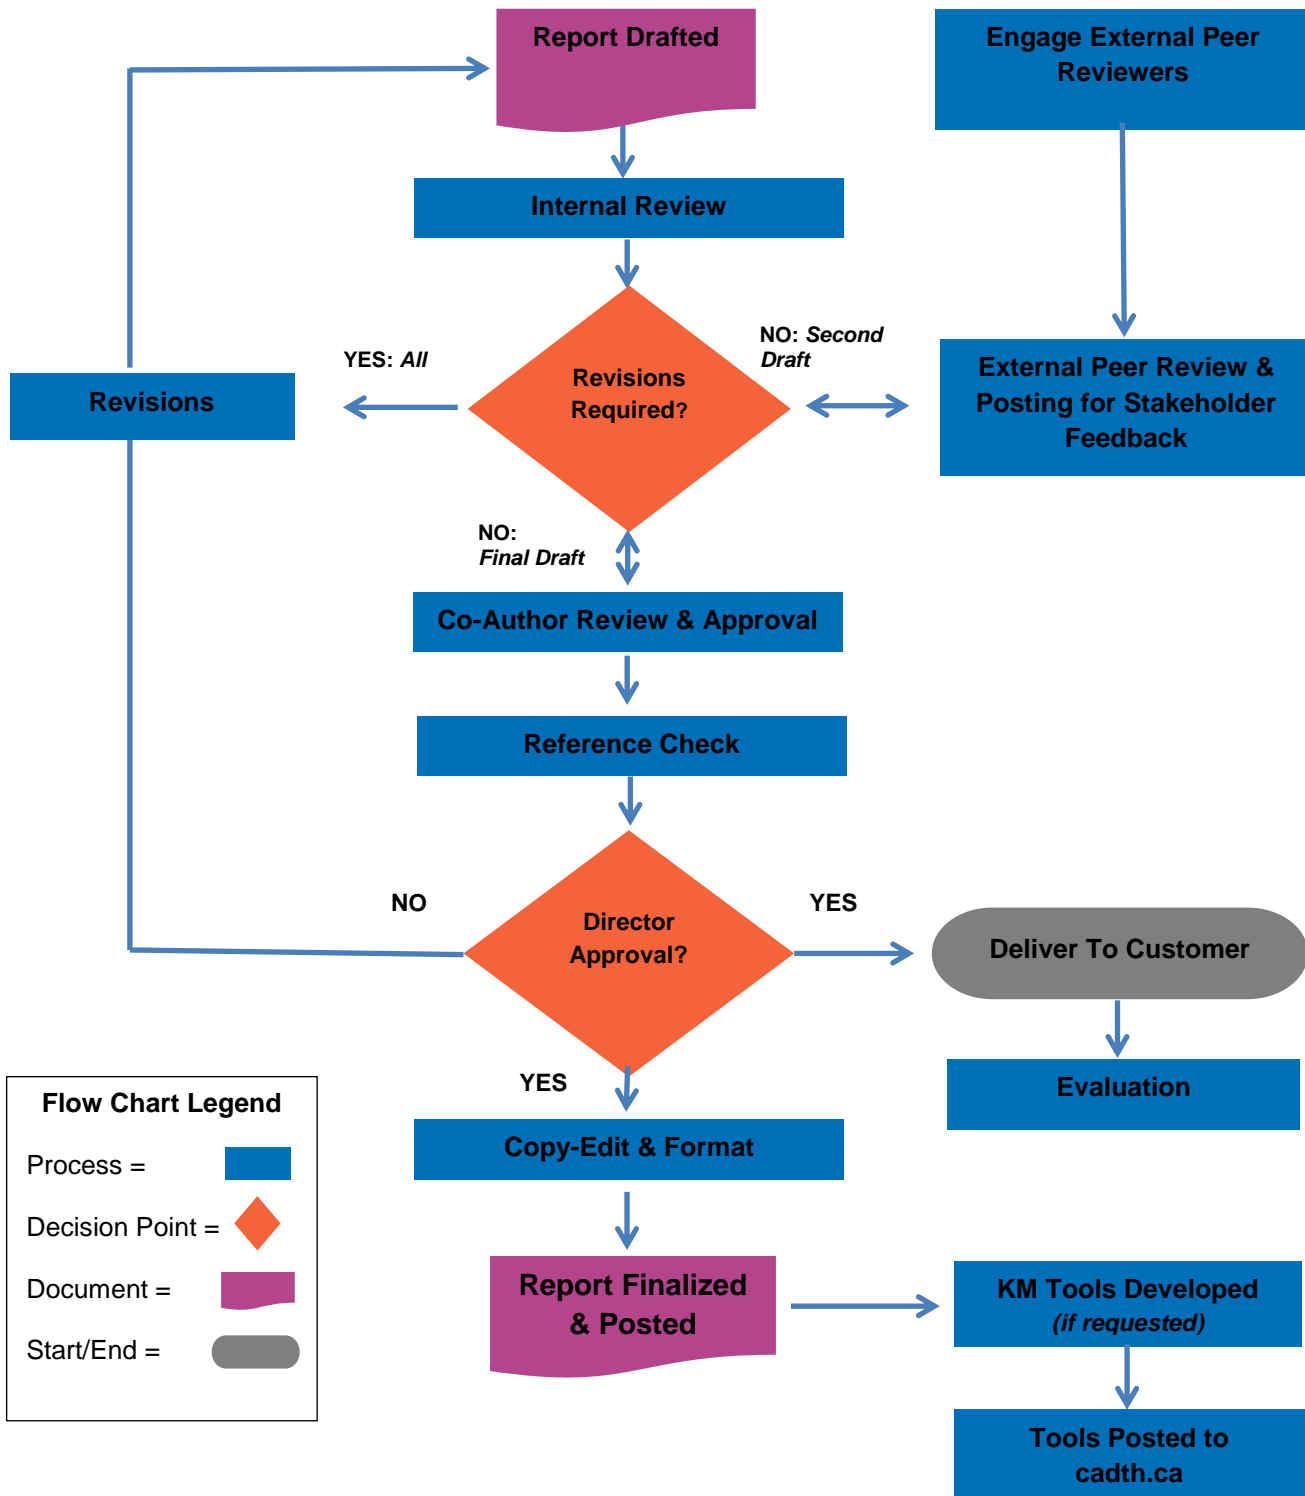 Report Drafted
Engage External Peer
Reviewers
Internal Review
YES: All
NO: Second
Draft
Revisions
Revisions
Required?
External Peer Review &
Posting for Stakeholder
Feedback
NO:
Final Draft
Co-Author Review & Approval
Reference Check
NO
YES
Director
Approval?
Deliver To Customer
YES
Evaluation
Copy-Edit & Format
Flow Chart Legend
Process =
Decision Point =
Document =
Start/End =
Report Finalized
& Posted
KM Tools Developed
(if requested)
Tools Posted to
cadth.ca